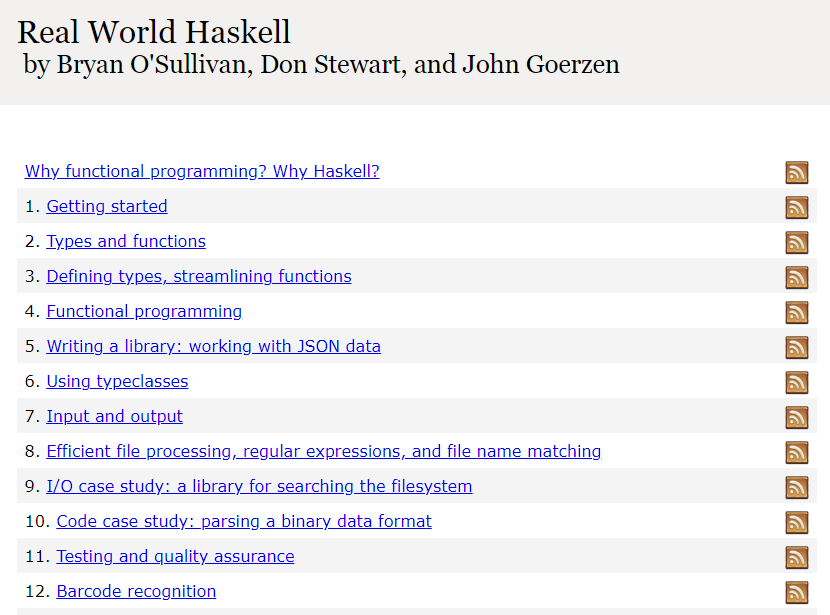 Real World Haskell
by Bryan O'Sullivan, Don Stewart, and John Goerzen
Why functional programming? Why Haskell?
1. Getting started
2. Types and functions
3. Defining types, streamlining functions
4. Functional programming
5. Writing a library: working with JSON data
6. Using typeclasses
7. Input and output
8. Efficient file processing, regular expressions, and file name matching
9. I/O case study: a library for searching the filesystem
10. Code case study: parsing a binary data format
11. Testing and quality assurance
12. Barcode recognition